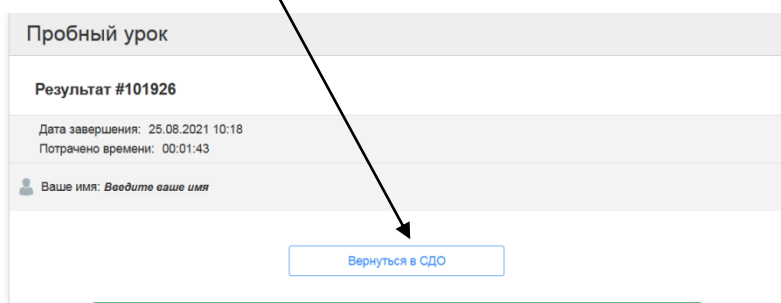 Пробный урок
Результат #101926
Дата завершения: 25.08.2021 10:18
Потрачено времени: 00:01:43
Ваше имя: Введите ваше имя
Вернуться в СДО